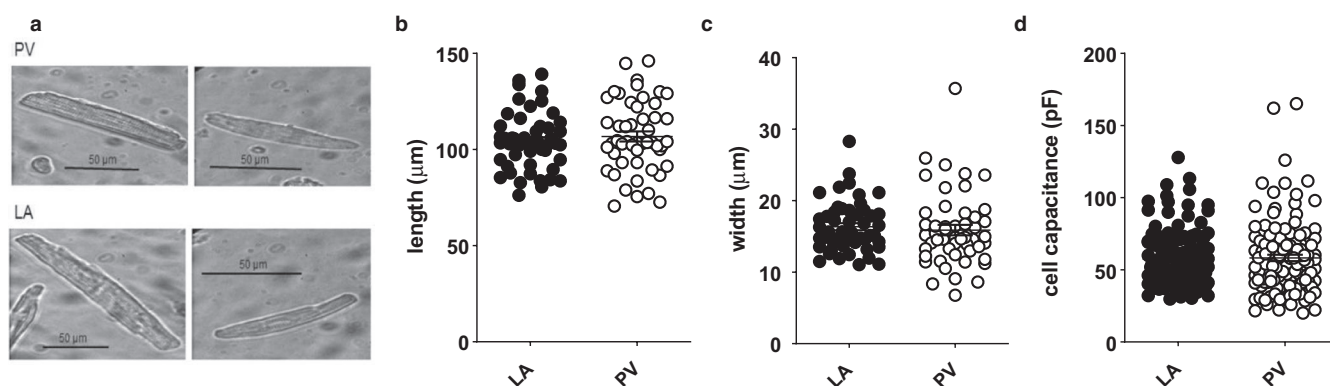 a
PV
50 µm
50 µm
LA
50 µm
50 µm
b
length (µm)
150
100
50
0
LA
PV
c
width (µm)
40
30
20
10
0
LA
PV
d
cell capacitance (pF)
200
150
100
50
0
LA
PV